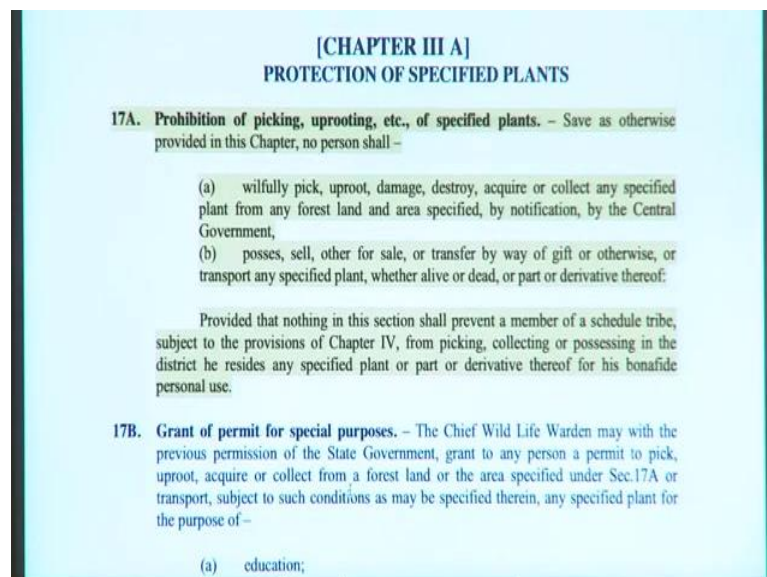 [CHAPTER III A]
PROTECTION OF SPECIFIED PLANTS
17A. Prohibition of picking, uprooting, etc., of specified plants. – Save as otherwise
provided in this Chapter, no person shall –
(a) wilfully pick, uproot, damage, destroy, acquire or collect any specified
plant from any forest land and area specified, by notification, by the Central
Government,
(b) posses, sell, other for sale, or transfer by way of gift or otherwise, or
transport any specified plant, whether alive or dead, or part or derivative thereof:
Provided that nothing in this section shall prevent a member of a schedule tribe,
subject to the provisions of Chapter IV, from picking, collecting or possessing in the
district he resides any specified plant or part or derivative thereof for his bonafide
personal use.
17B. Grant of permit for special purposes. – The Chief Wild Life Warden may with the
previous permission of the State Government, grant to any person a permit to pick,
uproot, acquire or collect from a forest land or the area specified under Sec.17A or
transport, subject to such conditions as may be specified therein, any specified plant for
the purpose of –
(a) education;